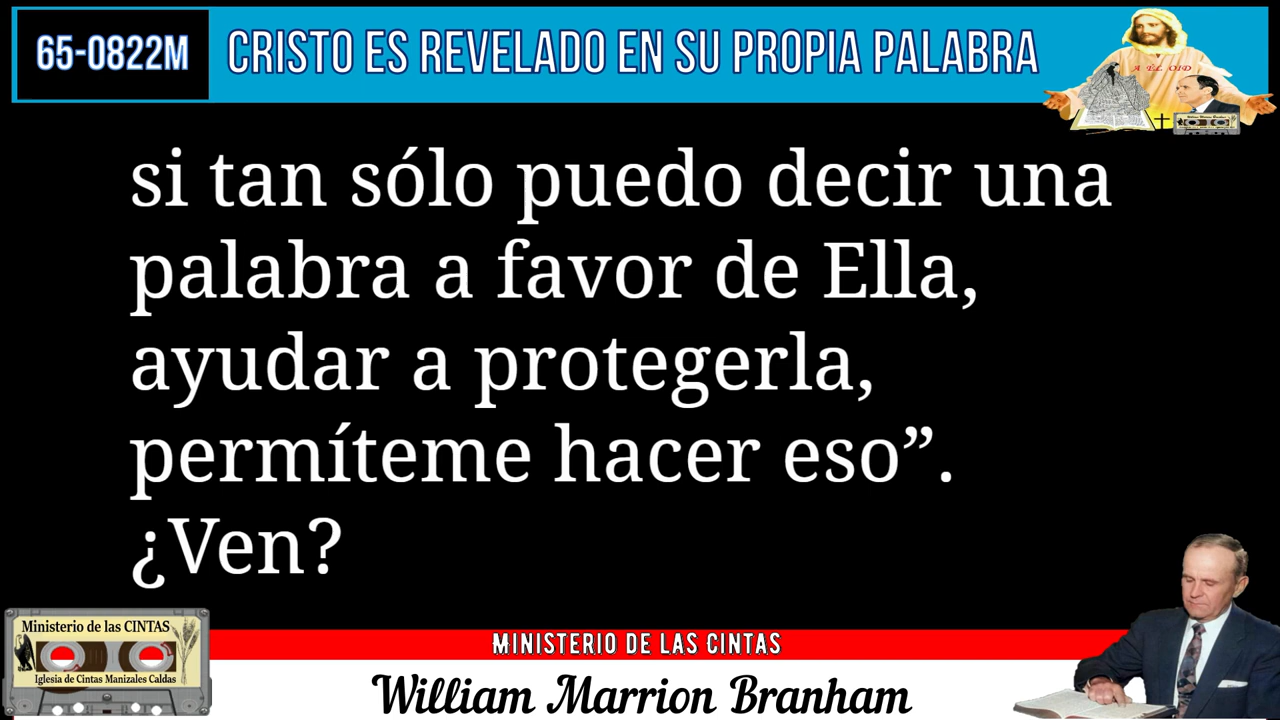 65-0822M
CRISTO ES REVELADO EN SU PROPIA PALABRA
A ÉL OID
si tan sólo puedo decir una
palabra a favor de Ella,
ayudar a protegerla,
permíteme hacer eso”.
¿Ven?
Ministerio de las CINTAS
Iglesia de Cintas Manizales Caldas
MINISTERIO DE LAS CINTAS
William Marrion Branham